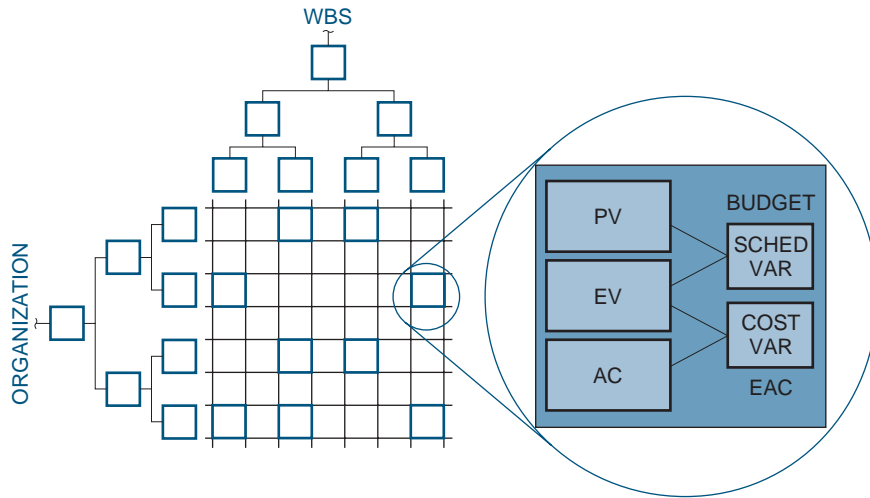 WBS
ORGANIZATION
PV
EV
AC
BUDGET
SCHED
VAR
COST
VAR
EAC